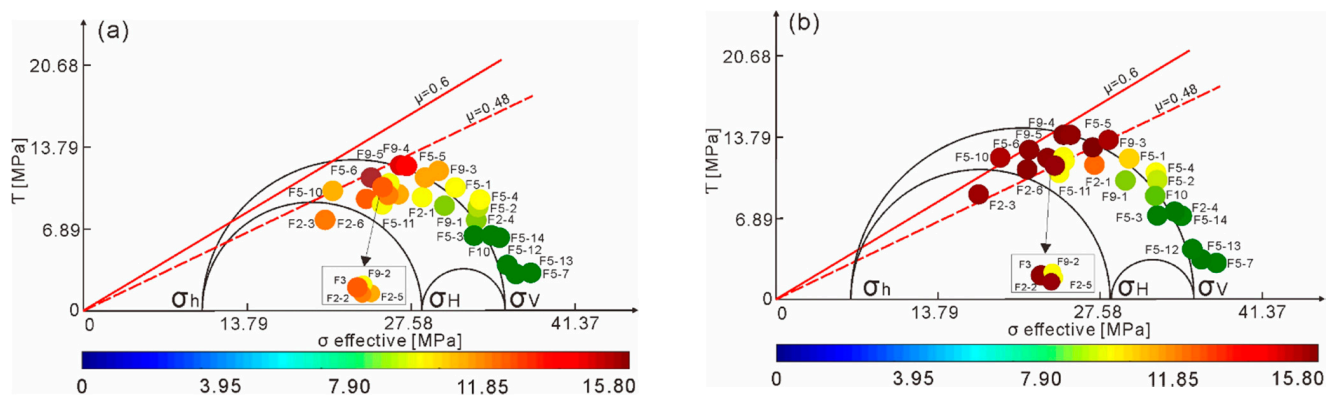 (a)
20.68
13.79
6.89
0
T [MPa]
μ=0.6
μ=0.48
F9-4
F9-5
F5-5
F5-6
F9-3
F5-10
F5-1
F5-4
F5-2
F2-1
F2-4
F2-3
F2-6
F5-11
F9-1
F5-3
F10
F5-14
F5-12
F5-13
F5-7
F3
F9-2
F2-2
F2-5
σh
σH
σV
0
13.79
27.58
41.37
σ effective [MPa]
0
3.95
7.90
11.85
15.80
(b)
20.68
13.79
6.89
0
T [MPa]
μ=0.6
μ=0.48
F9-4
F5-5
F9-5
F5-6
F9-3
F5-10
F5-1
F5-4
F5-2
F2-1
F2-6
F5-11
F9-1
F10
F2-3
F2-4
F5-3
F5-14
F5-12
F5-13
F5-7
F3
F9-2
F2-2
F2-5
σh
σH
σV
0
13.79
27.58
41.37
σ effective [MPa]
0
3.95
7.90
11.85
15.80